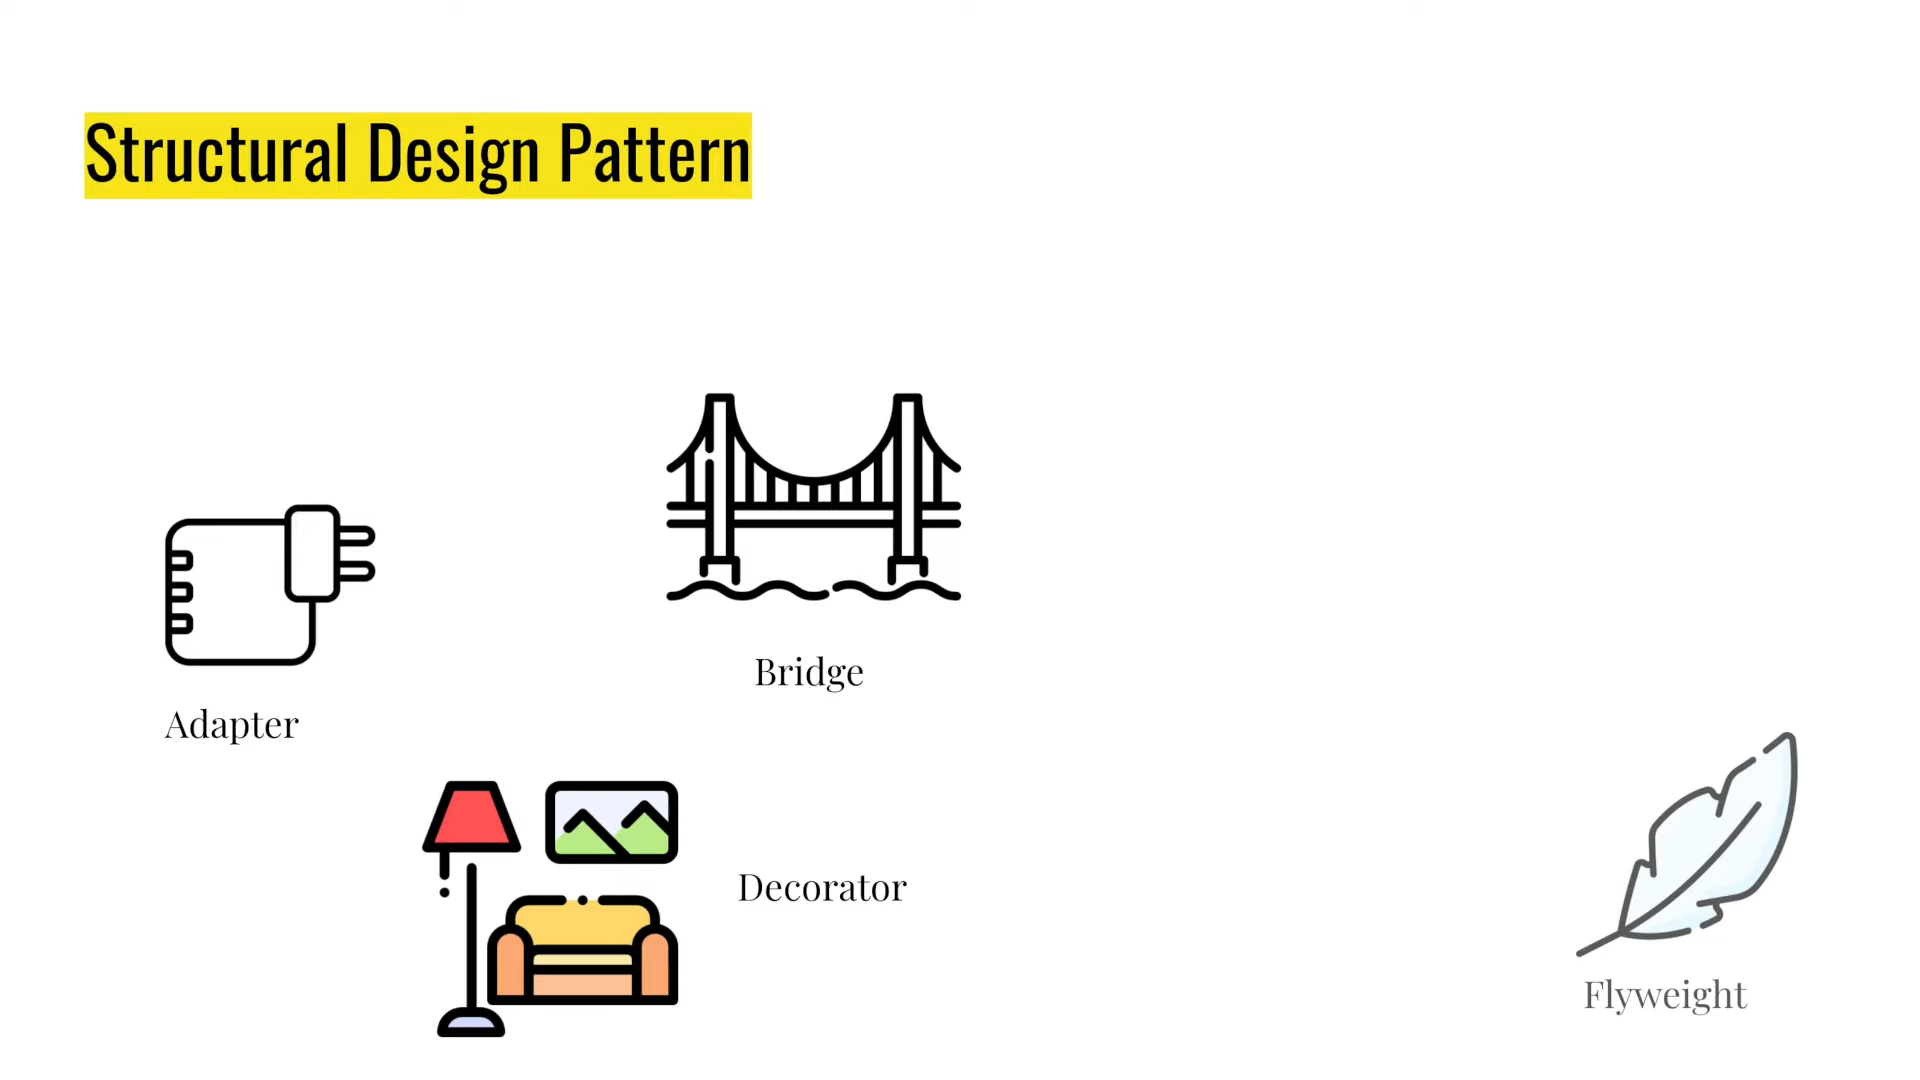 Structural Design Pattern
Bridge
Adapter
Decorator
Flyweight